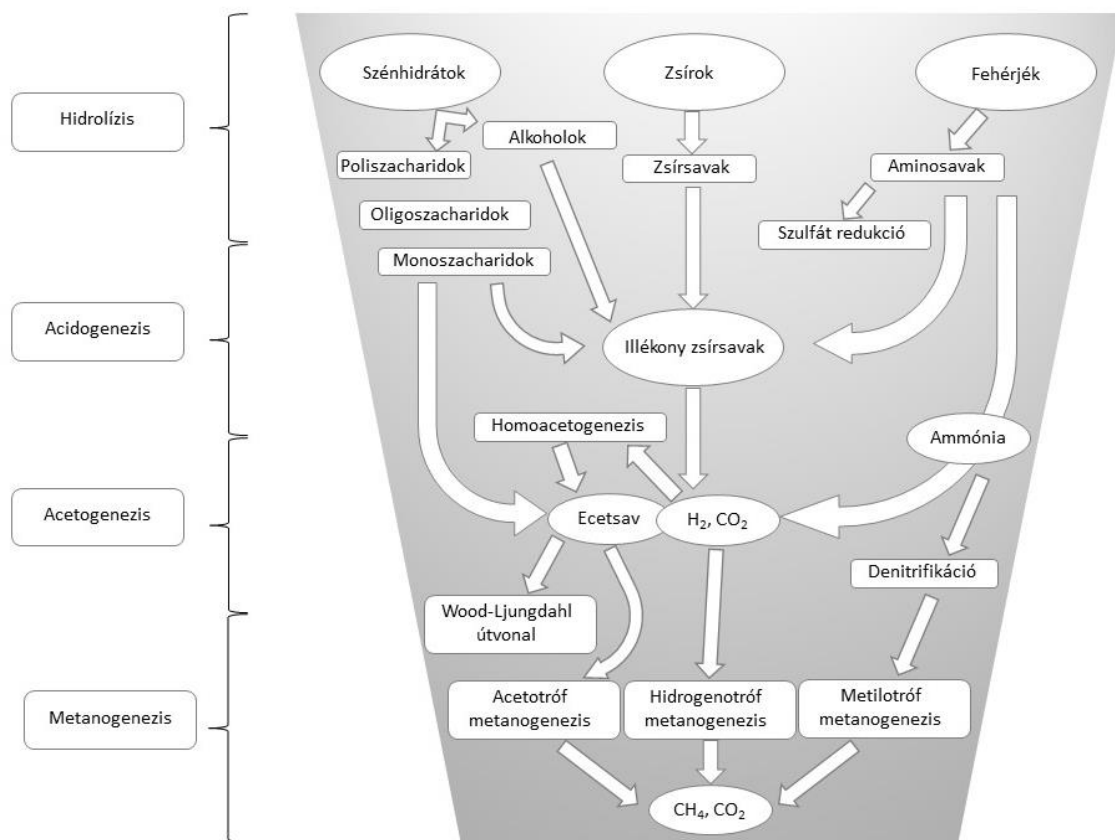 Szénhidrátok
Zsírok
Fehérjék
Hidrolízis
Alkoholok
Poliszacharidok
Zsírsavak
Aminosavak
Oligoszacharidok
Szulfát redukció
Monoszacharidok
Acidogenezis
Illékony zsírsavak
Homoacetogenezis
Ammónia
Acetogenezis
Ecetsav
H₂, CO₂
Denitrifikáció
Wood-Ljungdahl
útvonal
Metanogenezis
Acetotróf
metanogenezis
Hidrogenotróf
metanogenezis
Metilotróf
metanogenezis
CH₄, CO₂